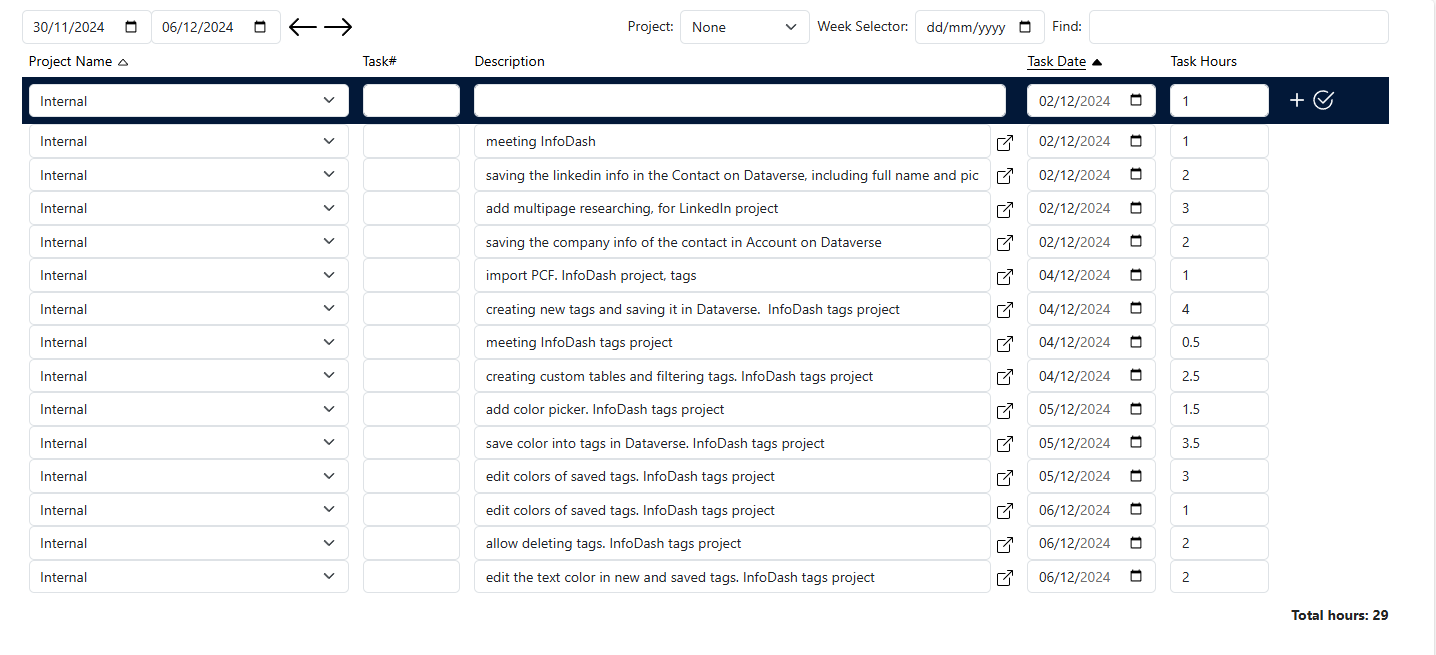 30/11/2024 06/12/2024 Project: None Week Selector: dd/mm/yyyy Find:
Project Name Task# Description Task Date Task Hours
Internal 02/12/2024 1
Internal meeting InfoDash 02/12/2024 1
Internal saving the linkedin info in the Contact on Dataverse, including full name and pic 02/12/2024 2
Internal add multipage researching, for LinkedIn project 02/12/2024 3
Internal saving the company info of the contact in Account on Dataverse 02/12/2024 2
Internal import PCF. InfoDash project, tags 04/12/2024 1
Internal creating new tags and saving it in Dataverse.  InfoDash tags project 04/12/2024 4
Internal meeting InfoDash tags project 04/12/2024 0.5
Internal creating custom tables and filtering tags. InfoDash tags project 04/12/2024 2.5
Internal add color picker. InfoDash tags project 05/12/2024 1.5
Internal save color into tags in Dataverse. InfoDash tags project 05/12/2024 3.5
Internal edit colors of saved tags. InfoDash tags project 05/12/2024 3
Internal edit colors of saved tags. InfoDash tags project 06/12/2024 1
Internal allow deleting tags. InfoDash tags project 06/12/2024 2
Internal edit the text color in new and saved tags. InfoDash tags project 06/12/2024 2
Total hours: 29